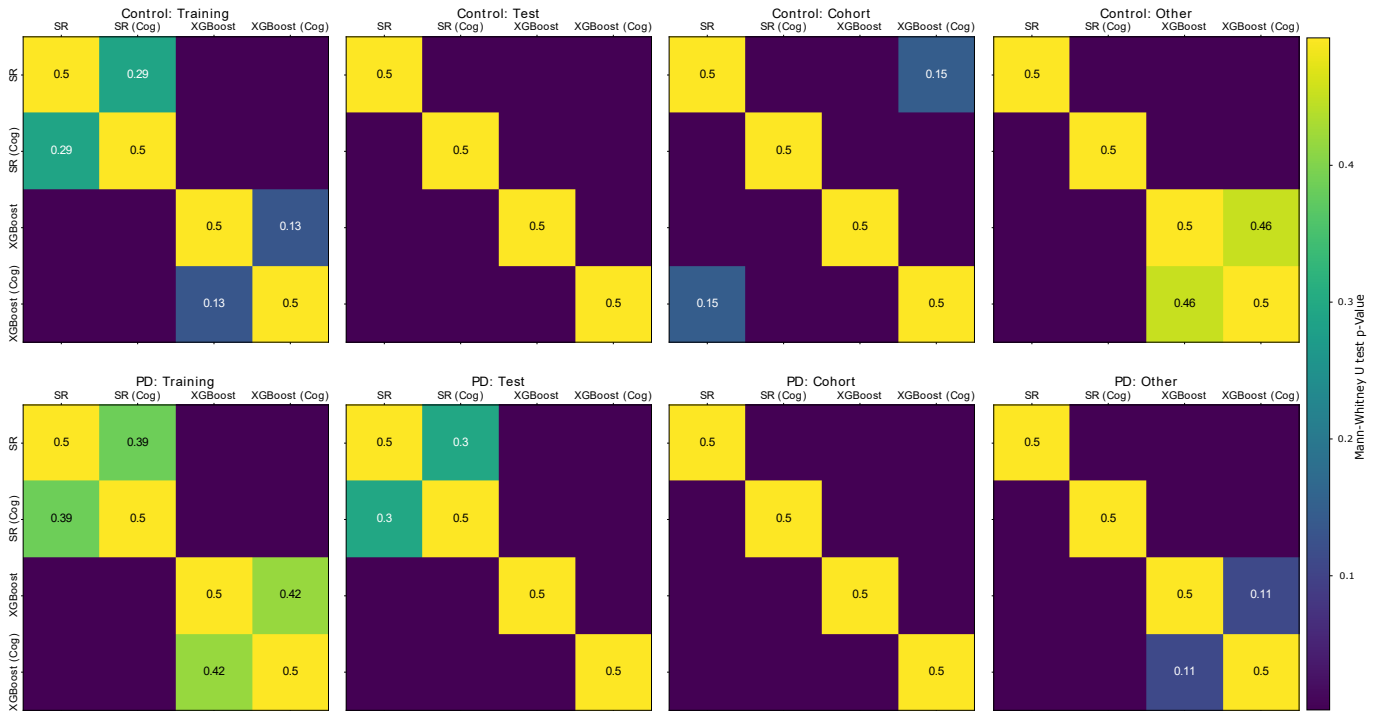 Control: Training
SR SR (Cog) XGBoost XGBoost (Cog)
SR
SR (Cog)
XGBoost
XGBoost (Cog)
0.5 0.29
0.29 0.5
0.5 0.13
0.13 0.5
Control: Test
SR SR (Cog) XGBoost XGBoost (Cog)
0.5
0.5
0.5
0.5
Control: Cohort
SR SR (Cog) XGBoost XGBoost (Cog)
0.5 0.15
0.5
0.5
0.15 0.5
Control: Other
SR SR (Cog) XGBoost XGBoost (Cog)
0.5
0.5
0.5 0.46
0.46 0.5
PD: Training
SR SR (Cog) XGBoost XGBoost (Cog)
SR
SR (Cog)
XGBoost
XGBoost (Cog)
0.5 0.39
0.39 0.5
0.5 0.42
0.42 0.5
PD: Test
SR SR (Cog) XGBoost XGBoost (Cog)
0.5 0.3
0.3 0.5
0.5
0.5
PD: Cohort
SR SR (Cog) XGBoost XGBoost (Cog)
0.5
0.5
0.5
0.5
PD: Other
SR SR (Cog) XGBoost XGBoost (Cog)
0.5
0.5
0.5 0.11
0.11 0.5
0.4
0.3
0.2
0.1
Mann-Whitney U test p-Value